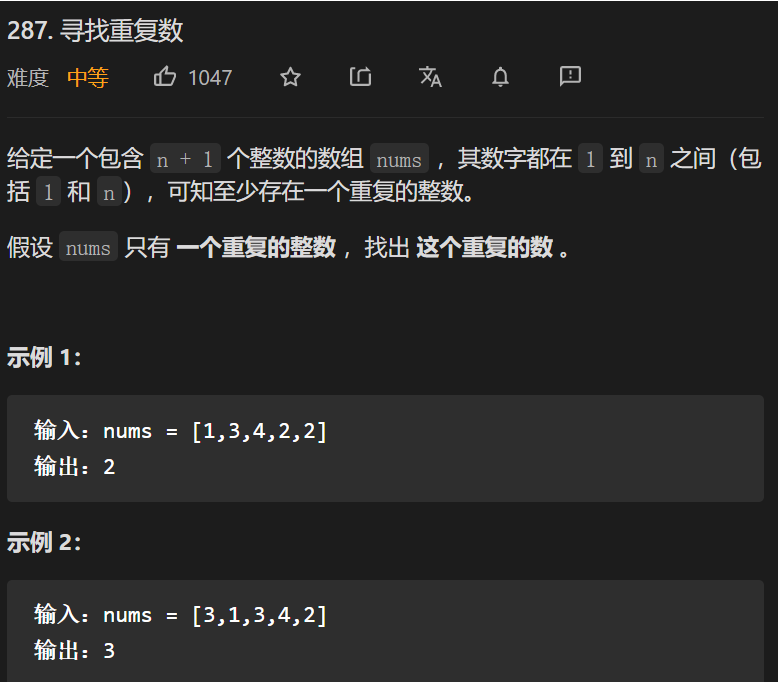 287. 寻找重复数
难度 中等 1047
给定一个包含 n + 1 个整数的数组 nums ，其数字都在 1 到 n 之间（包
括 1 和 n），可知至少存在一个重复的整数。
假设 nums 只有 一个重复的整数 ，找出 这个重复的数 。
示例 1：
输入：nums = [1,3,4,2,2]
输出：2
示例 2：
输入：nums = [3,1,3,4,2]
输出：3